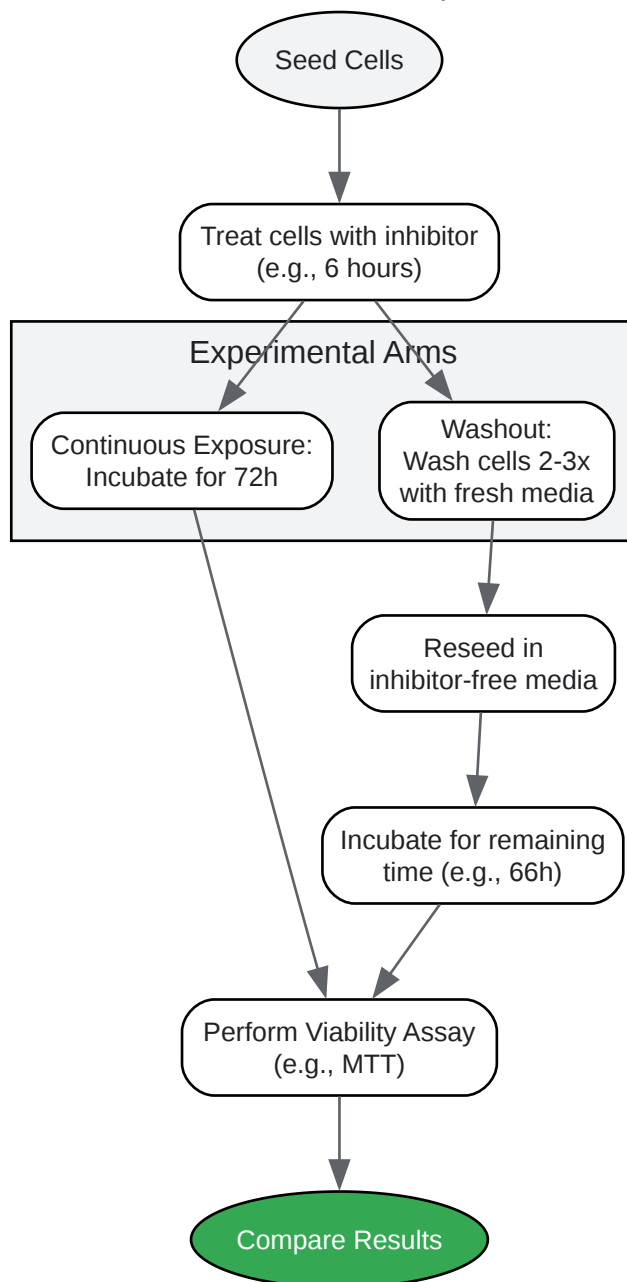 Seed Cells
Treat cells with inhibitor
(e.g., 6 hours)
Experimental Arms
Continuous Exposure:
Incubate for 72h
Washout:
Wash cells 2-3x
with fresh media
Reseed in
inhibitor-free media
Incubate for remaining
time (e.g., 66h)
Perform Viability Assay
(e.g., MTT)
Compare Results